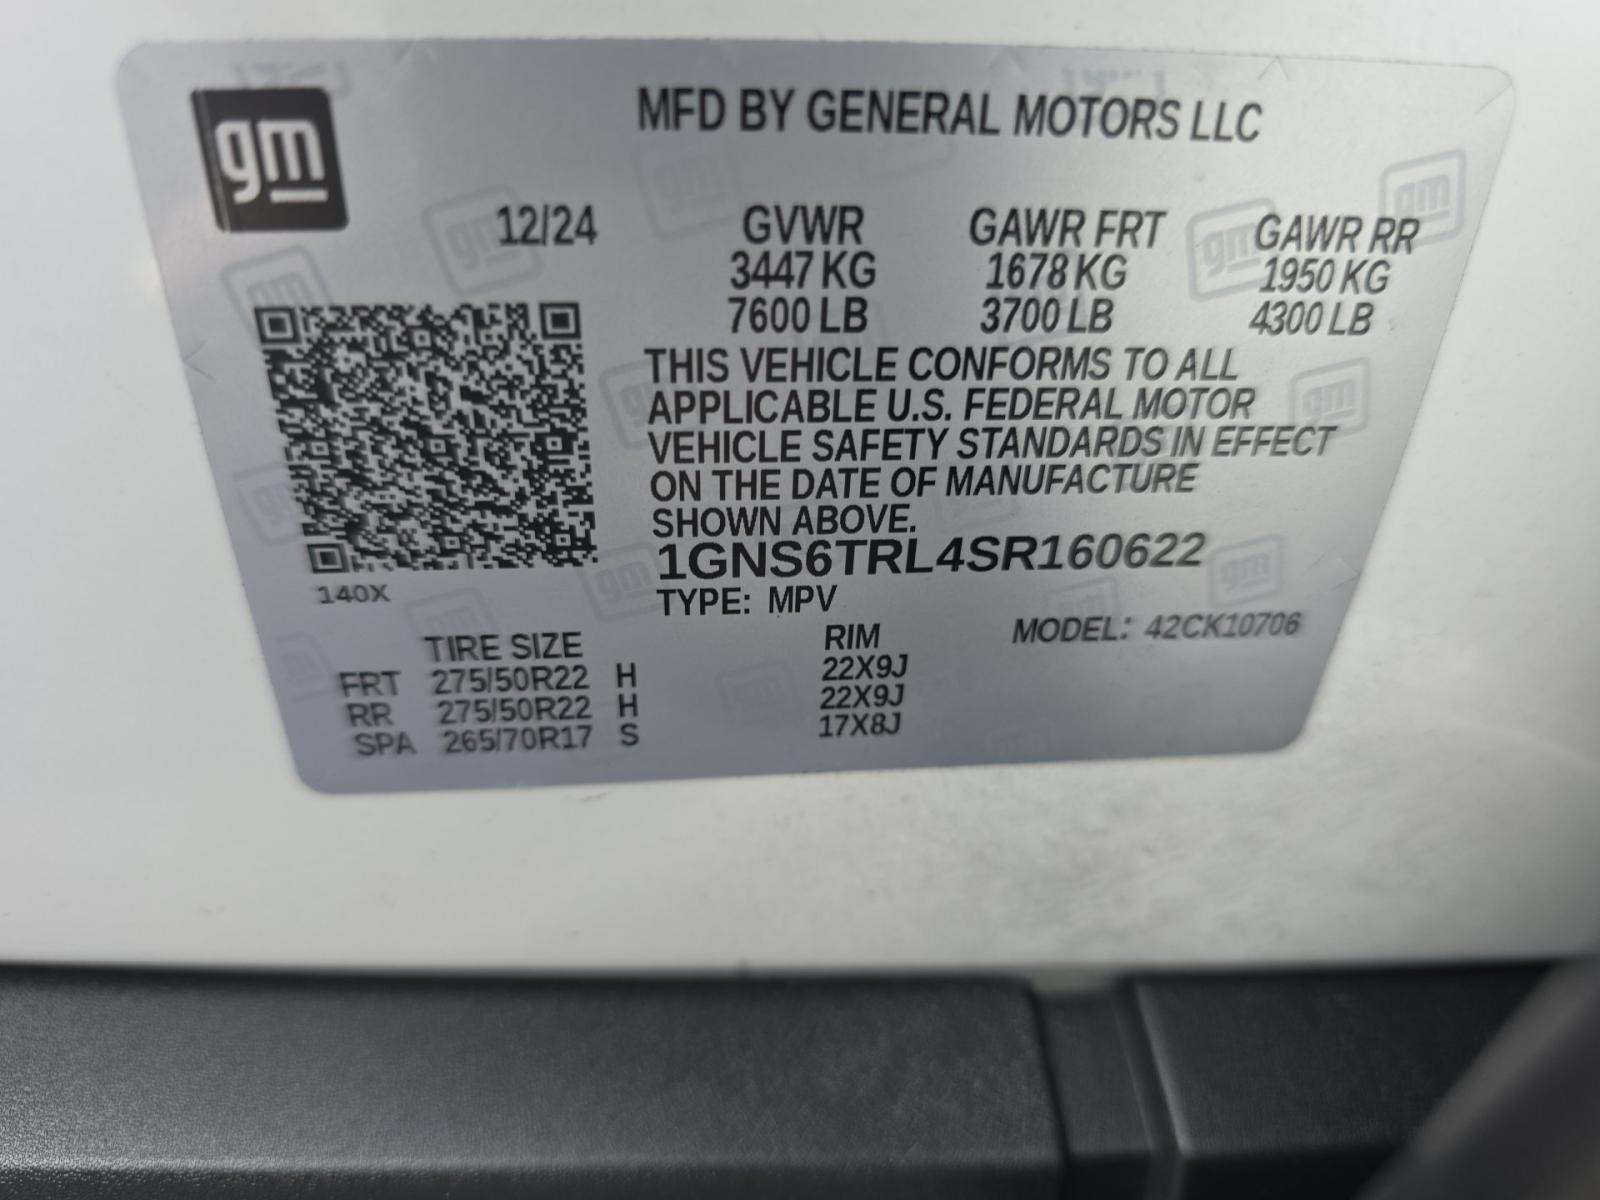 gm
MFD BY GENERAL MOTORS LLC
12/24 GVWR GAWR FRT GAWR RR
3447 KG 1678 KG 1950 KG
7600 LB 3700 LB 4300 LB
THIS VEHICLE CONFORMS TO ALL
APPLICABLE U.S. FEDERAL MOTOR
VEHICLE SAFETY STANDARDS IN EFFECT
ON THE DATE OF MANUFACTURE
SHOWN ABOVE.
1GNS6TRL4SR160622
140X
TYPE: MPV
TIRE SIZE RIM MODEL: 42CK10706
FRT 275/50R22 H 22X9J
RR 275/50R22 H 22X9J
SPA 265/70R17 S 17X8J